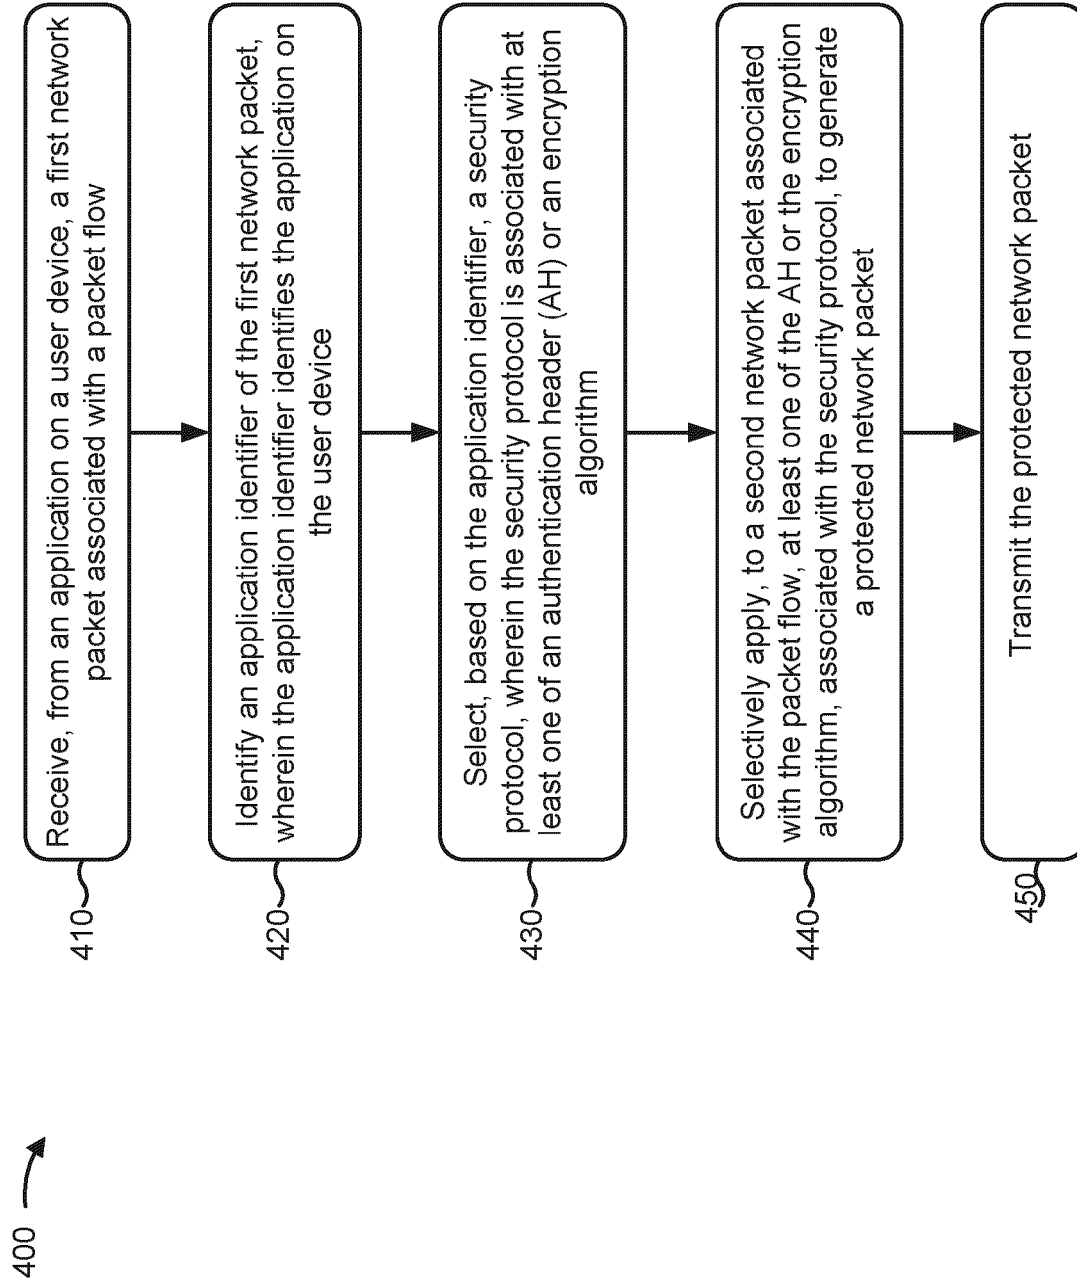 400
410
Receive, from an application on a user device, a first network
packet associated with a packet flow
420
Identify an application identifier of the first network packet,
wherein the application identifier identifies the application on
the user device
430
Select, based on the application identifier, a security
protocol, wherein the security protocol is associated with at
least one of an authentication header (AH) or an encryption
algorithm
440
Selectively apply, to a second network packet associated
with the packet flow, at least one of the AH or the encryption
algorithm, associated with the security protocol, to generate
a protected network packet
450
Transmit the protected network packet